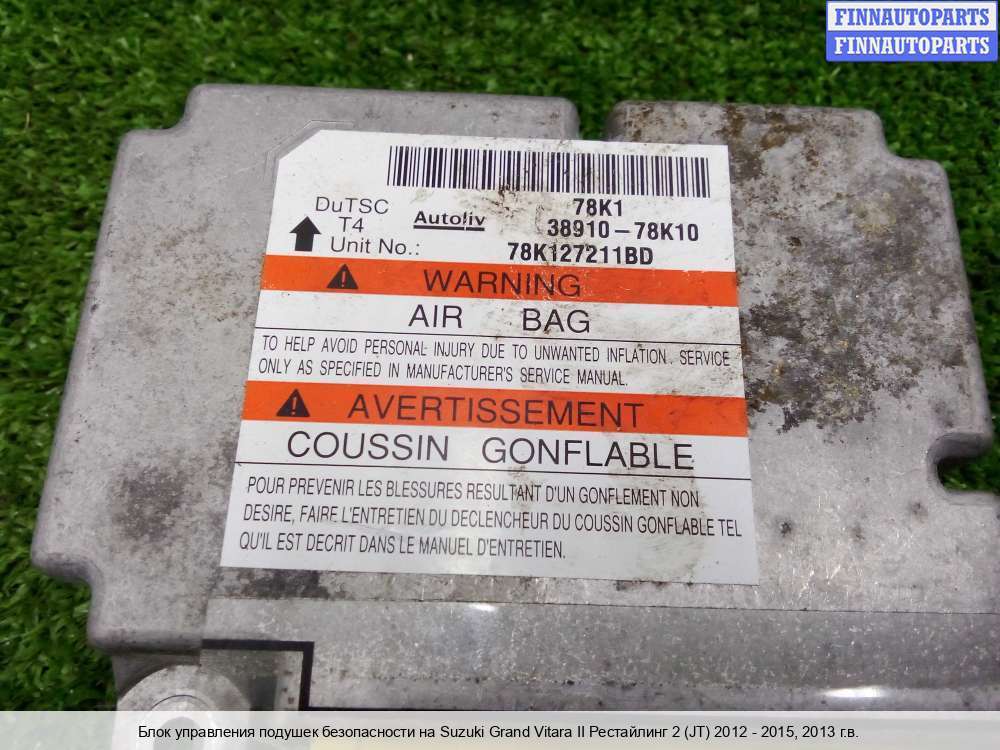 FINNAUTOPARTS
FINNAUTOPARTS
78K1
DuTSC
T4
Autoliv
38910-78K10
Unit No.:
78K127211BD
WARNING
AIR BAG
TO HELP AVOID PERSONAL INJURY DUE TO UNWANTED INFLATION. SERVICE
ONLY AS SPECIFIED IN MANUFACTURER'S SERVICE MANUAL.
AVERTISSEMENT
COUSSIN GONFLABLE
POUR PREVENIR LES BLESSURES RESULTANT D'UN GONFLEMENT NON
DESIRE, FAIRE L'ENTRETIEN DU DECLENCHEUR DU COUSSIN GONFLABLE TEL
QU'IL EST DECRIT DANS LE MANUEL D'ENTRETIEN.
Блок управления подушек безопасности на Suzuki Grand Vitara II Рестайлинг 2 (JT) 2012 - 2015, 2013 г.в.